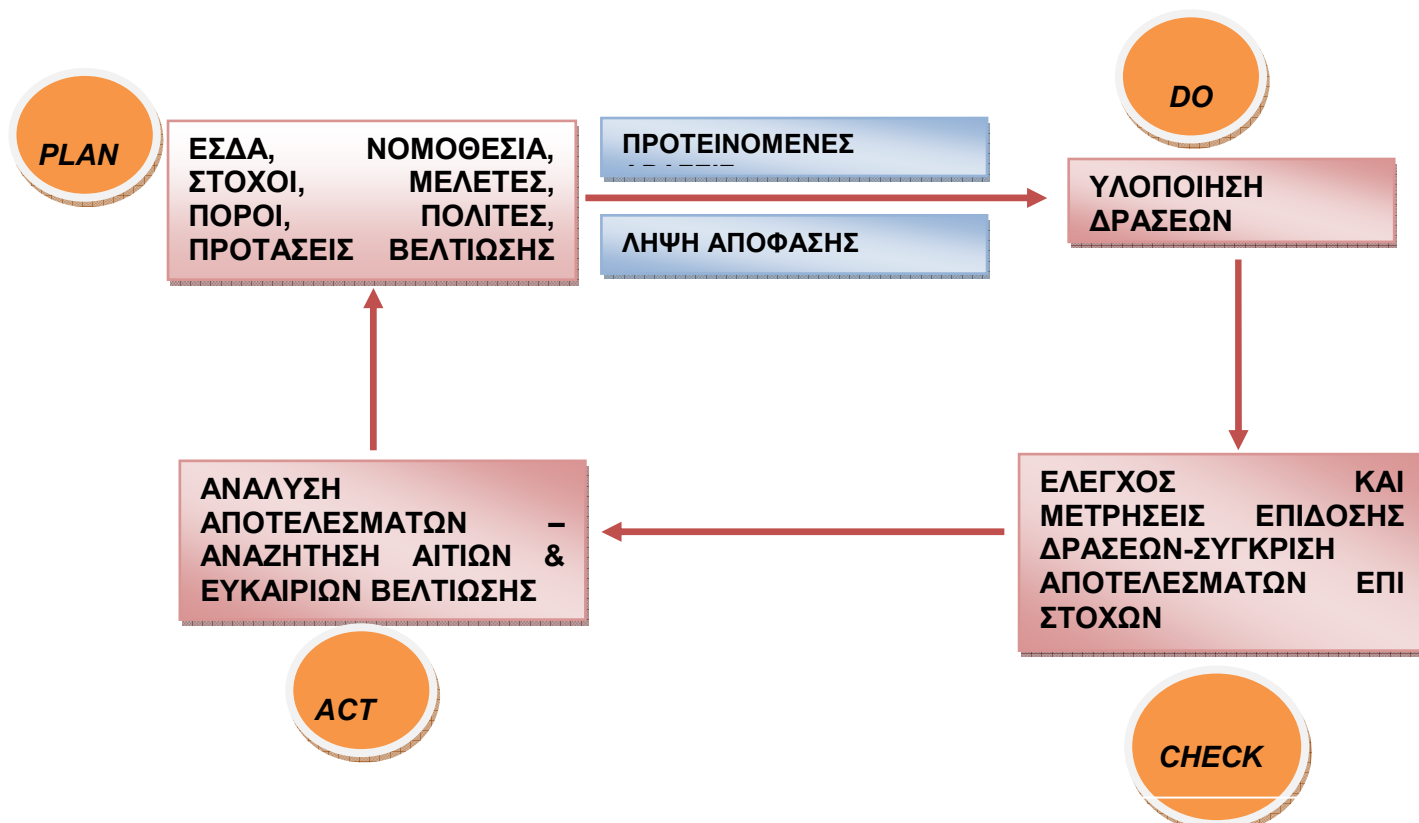 PLAN
ΕΣΔΑ, ΝΟΜΟΘΕΣΙΑ,
ΣΤΟΧΟΙ, ΜΕΛΕΤΕΣ,
ΠΟΡΟΙ, ΠΟΛΙΤΕΣ,
ΠΡΟΤΑΣΕΙΣ ΒΕΛΤΙΩΣΗΣ
ΠΡΟΤΕΙΝΟΜΕΝΕΣ
ΛΗΨΗ ΑΠΟΦΑΣΗΣ
DO
ΥΛΟΠΟΙΗΣΗ
ΔΡΑΣΕΩΝ
ΕΛΕΓΧΟΣ ΚΑΙ
ΜΕΤΡΗΣΕΙΣ ΕΠΙΔΟΣΗΣ
ΔΡΑΣΕΩΝ-ΣΥΓΚΡΙΣΗ
ΑΠΟΤΕΛΕΣΜΑΤΩΝ ΕΠΙ
ΣΤΟΧΩΝ
CHECK
ΑΝΑΛΥΣΗ
ΑΠΟΤΕΛΕΣΜΑΤΩΝ –
ΑΝΑΖΗΤΗΣΗ ΑΙΤΙΩΝ &
ΕΥΚΑΙΡΙΩΝ ΒΕΛΤΙΩΣΗΣ
ACT